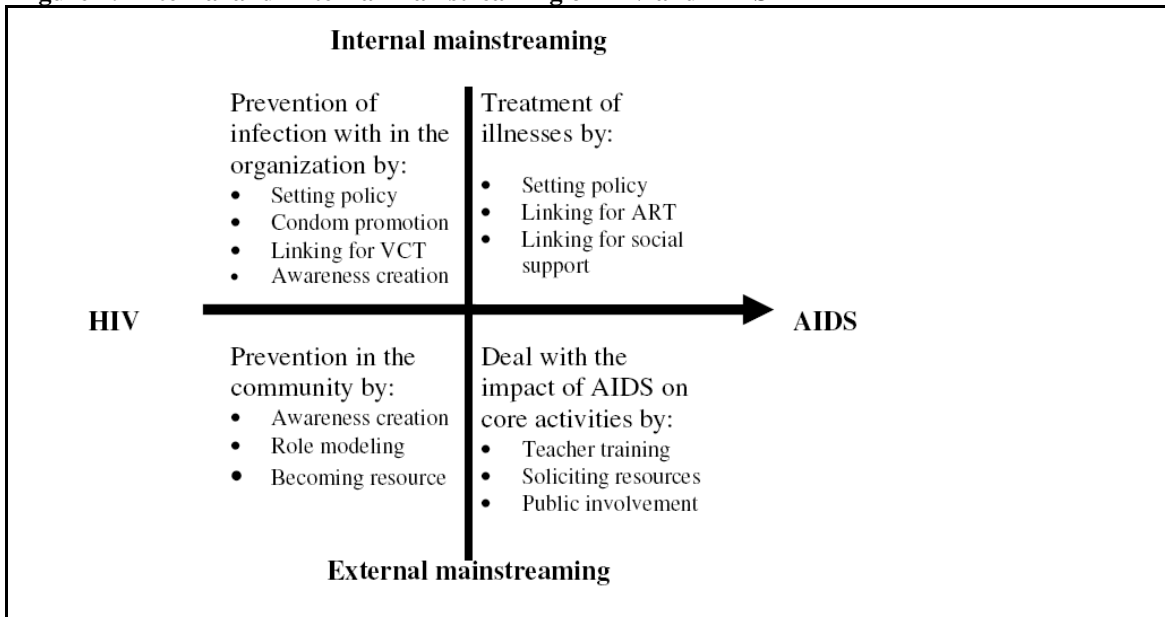 Internal mainstreaming
Prevention of
infection with in the
organization by:
• Setting policy
• Condom promotion
• Linking for VCT
• Awareness creation
Treatment of
illnesses by:
• Setting policy
• Linking for ART
• Linking for social
support
HIV
AIDS
Prevention in the
community by:
• Awareness creation
• Role modeling
• Becoming resource
Deal with the
impact of AIDS on
core activities by:
• Teacher training
• Soliciting resources
• Public involvement
External mainstreaming